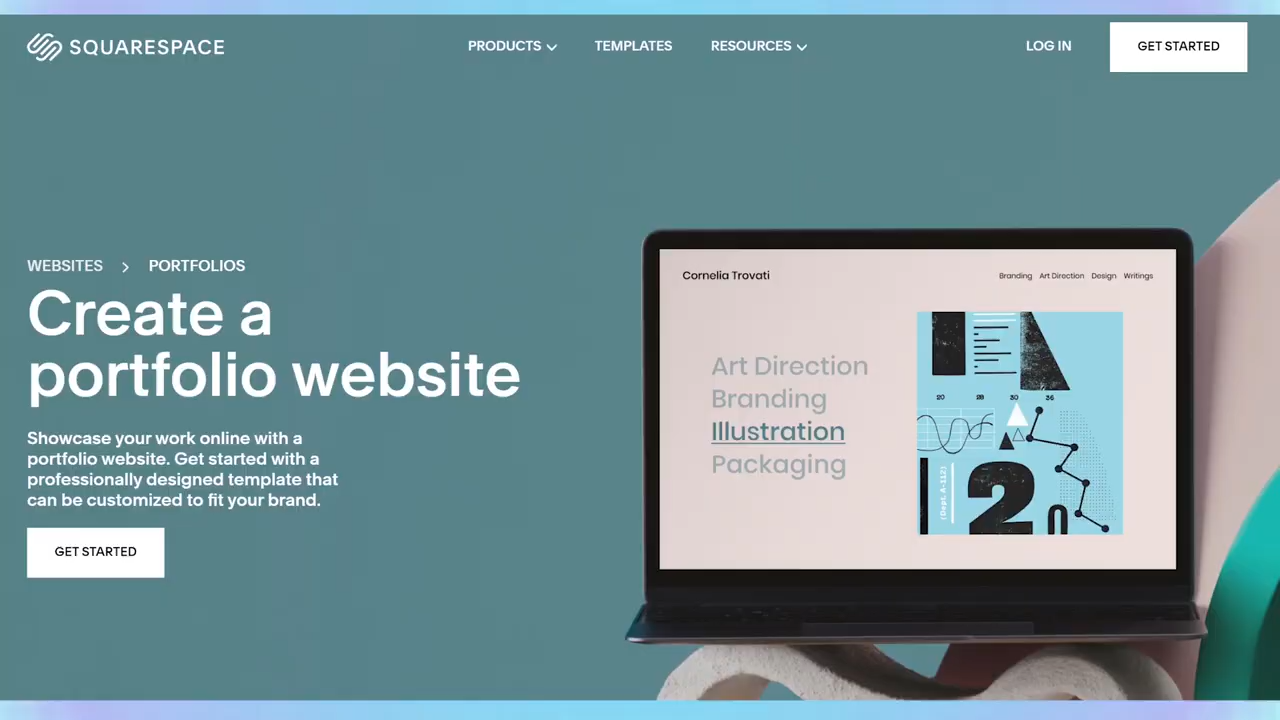 SQUARESPACE
PRODUCTS
TEMPLATES
RESOURCES
LOG IN
GET STARTED
WEBSITES
PORTFOLIOS
Create a
portfolio website
Showcase your work online with a
portfolio website. Get started with a
professionally designed template that
can be customized to fit your brand.
GET STARTED
Cornelia Trovati
Branding
Art Direction
Design
Writings
Art Direction
Branding
Illustration
Packaging
20
30
36
2
(Dept. A-112)